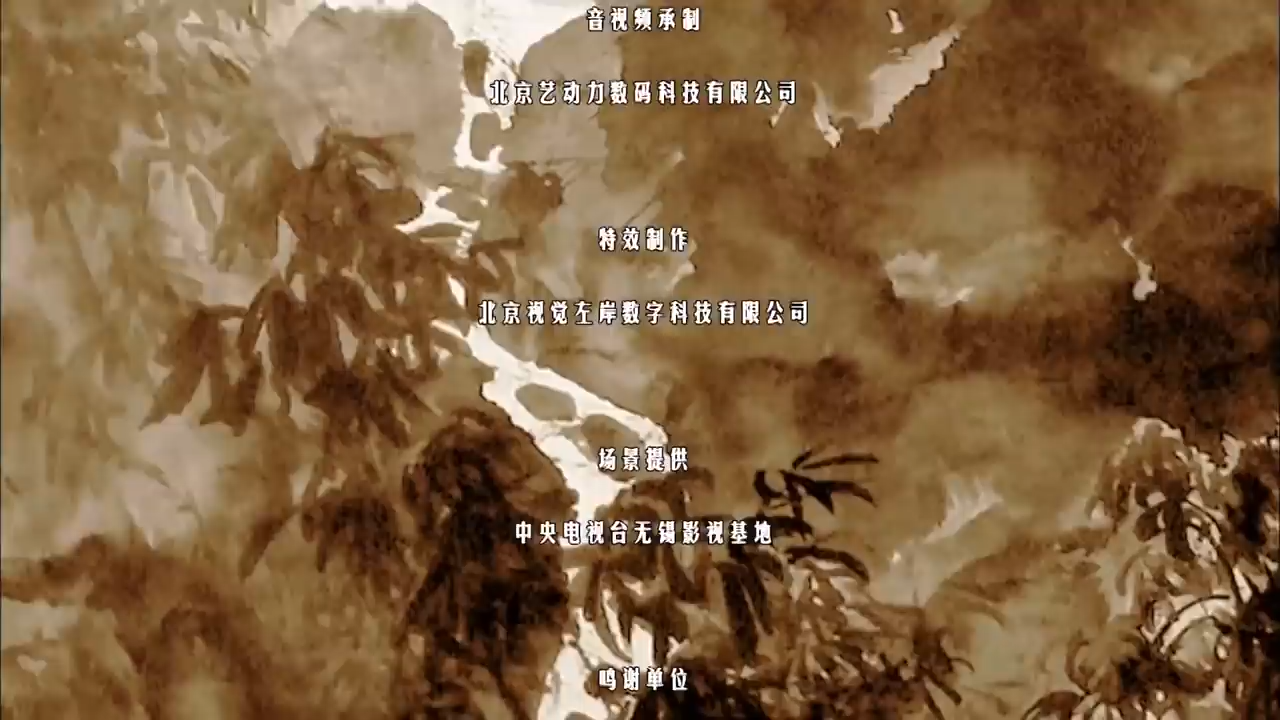 音视频承制
北京艺动力数码科技有限公司
特效制作
北京视觉左岸数字科技有限公司
场景提供
中央电视台无锡影视基地
鸣谢单位